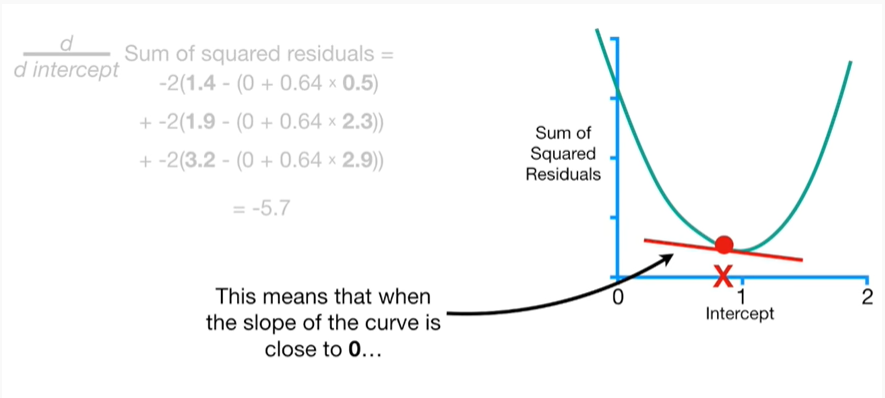 d
d intercept
Sum of squared residuals =
-2(1.4 - (0 + 0.64 × 0.5)
+ -2(1.9 - (0 + 0.64 × 2.3))
+ -2(3.2 - (0 + 0.64 × 2.9))
= -5.7
This means that when
the slope of the curve is
close to 0…
Sum of
Squared
Residuals
X
0
1
2
Intercept